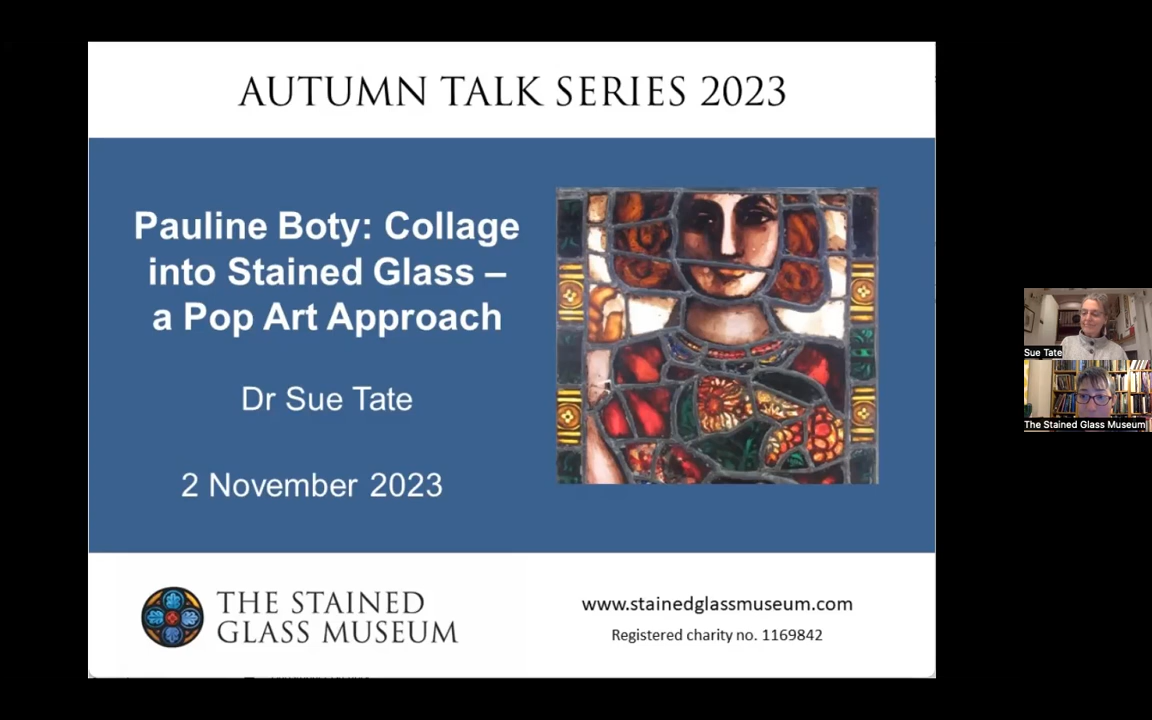 AUTUMN TALK SERIES 2023
Pauline Boty: Collage
into Stained Glass –
a Pop Art Approach
Dr Sue Tate
2 November 2023
THE STAINED
GLASS MUSEUM
www.stainedglassmuseum.com
Registered charity no. 1169842
Sue Tate
The Stained Glass Museum